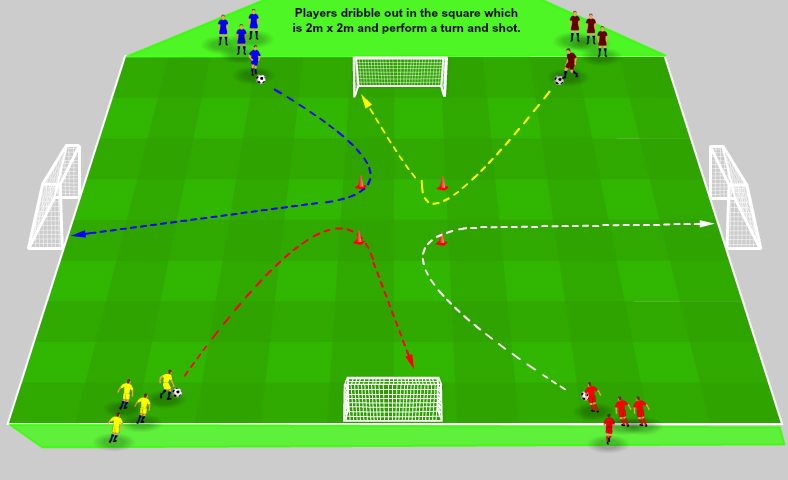 Players dribble out in the square which
is 2m x 2m and perform a turn and shot.